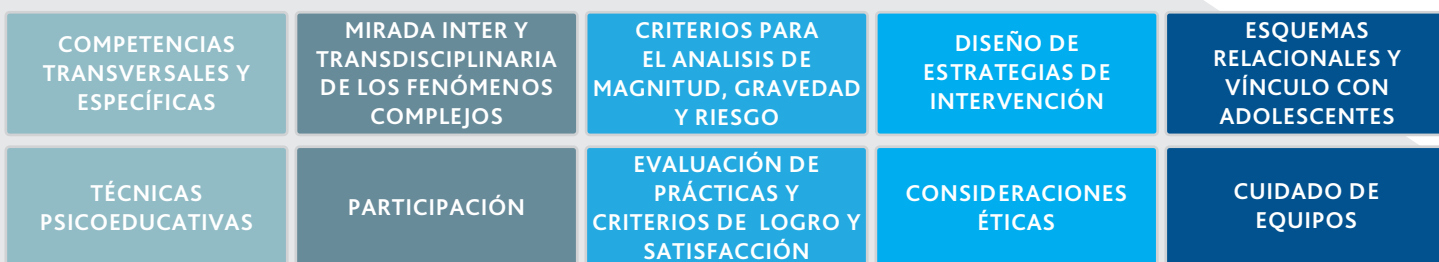 COMPETENCIAS
TRANSVERSALES Y
ESPECÍFICAS
MIRADA INTER Y
TRANSDISCIPLINARIA
DE LOS FENÓMENOS
COMPLEJOS
CRITERIOS PARA
EL ANALISIS DE
MAGNITUD, GRAVEDAD
Y RIESGO
DISEÑO DE
ESTRATEGIAS DE
INTERVENCIÓN
ESQUEMAS
RELACIONALES Y
VÍNCULO CON
ADOLESCENTES
TÉCNICAS
PSICOEDUCATIVAS
PARTICIPACIÓN
EVALUACIÓN DE
PRÁCTICAS Y
CRITERIOS DE LOGRO Y
SATISFACCIÓN
CONSIDERACIONES
ÉTICAS
CUIDADO DE
EQUIPOS